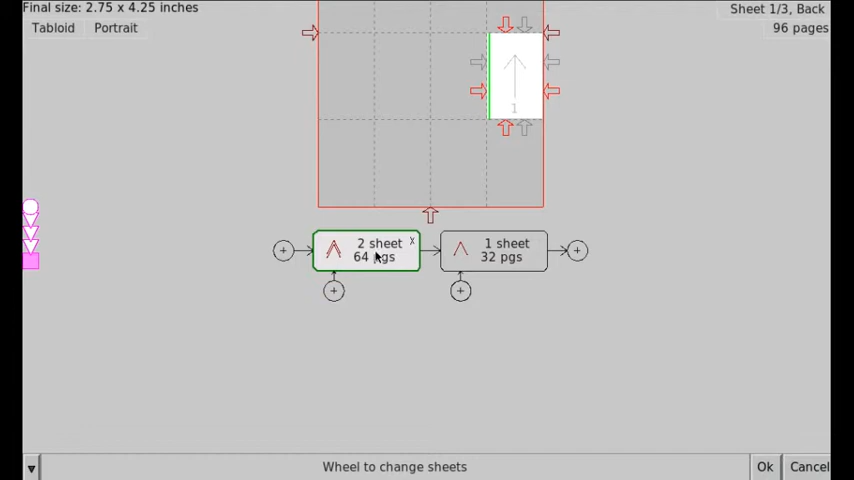 Final size: 2.75 x 4.25 inches
Sheet 1/3, Back
Tabloid
Portrait
96 pages
1
2 sheet
64 pgs
x
1 sheet
32 pgs
Wheel to change sheets
Ok
Cancel